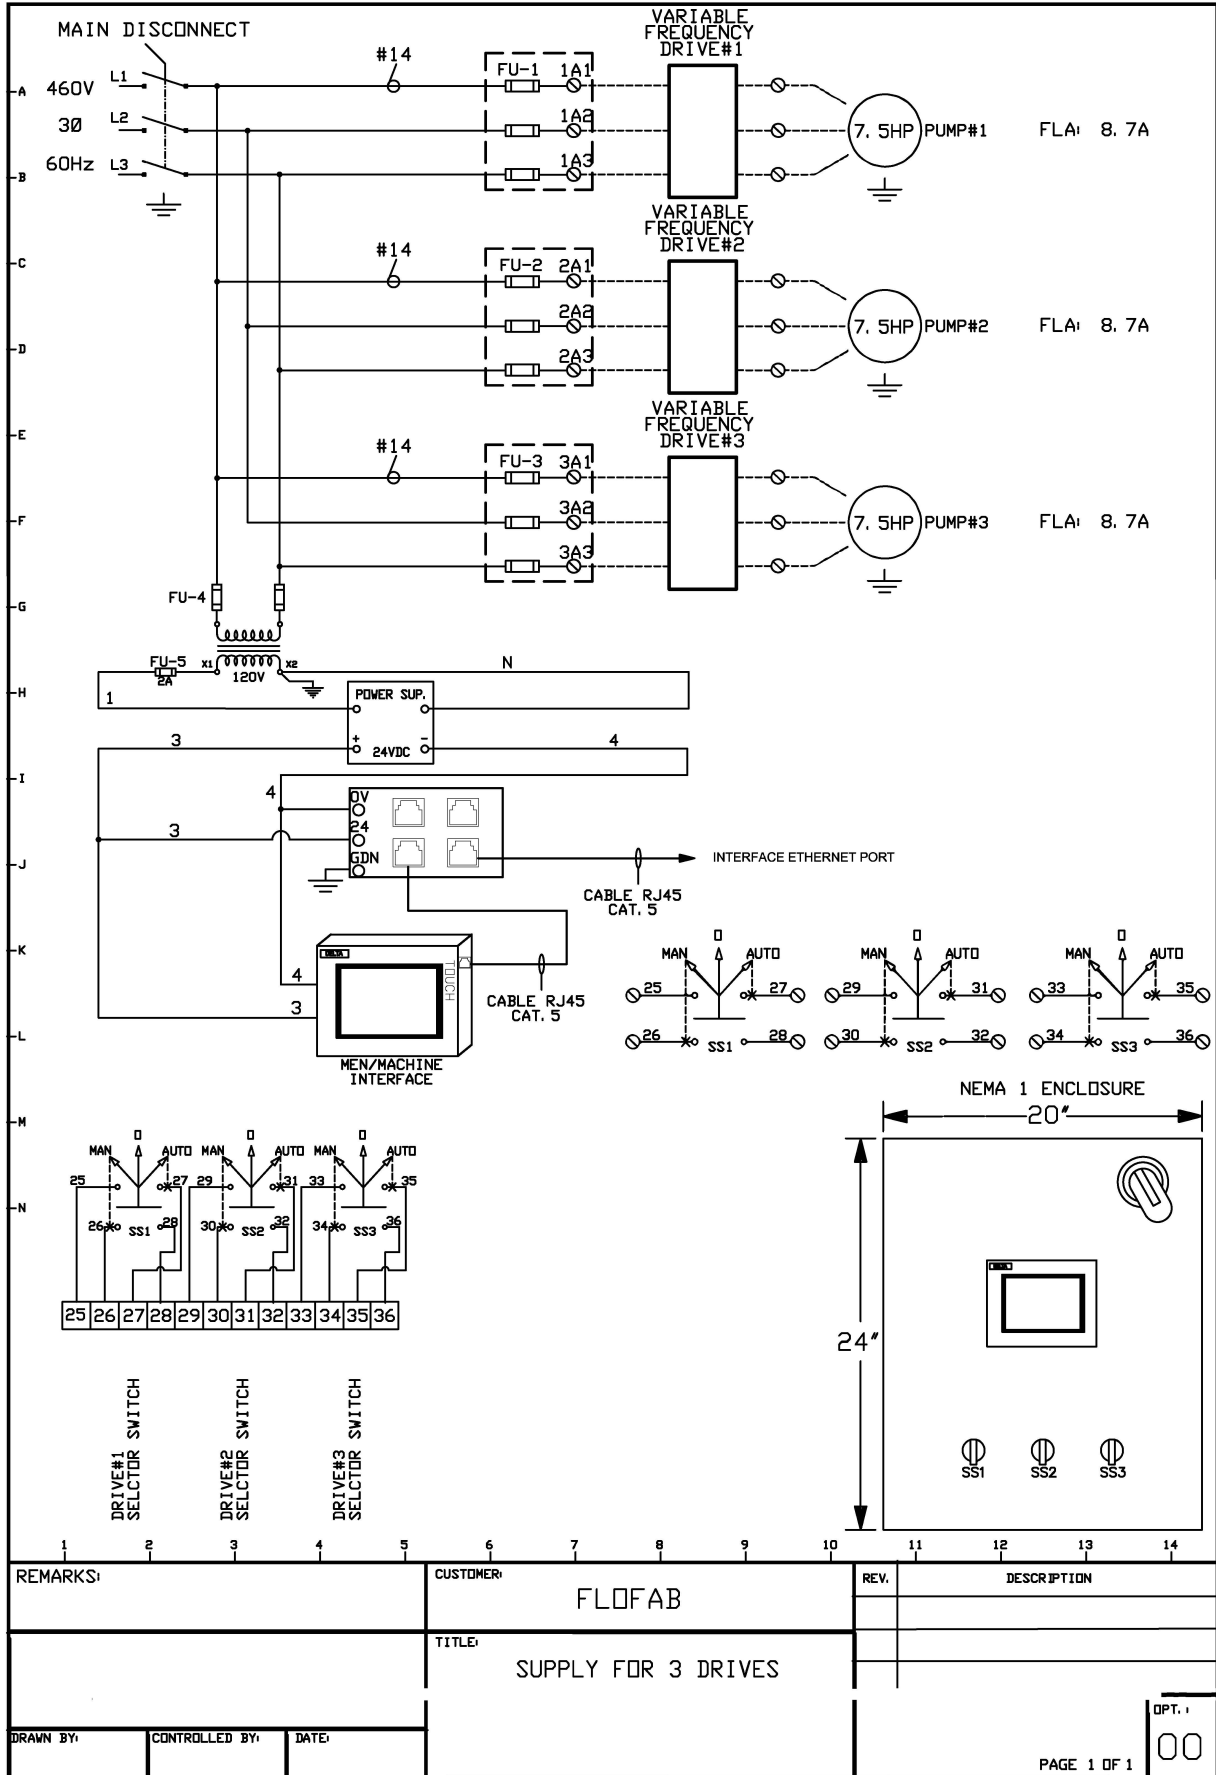 MAIN DISCONNECT
460V
3Ø
60Hz
L1
L2
L3
#14
FU-1
1A1
1A2
1A3
VARIABLE
FREQUENCY
DRIVE#1
7.5HP
PUMP#1
FLA: 8.7A
#14
FU-2
2A1
2A2
2A3
VARIABLE
FREQUENCY
DRIVE#2
7.5HP
PUMP#2
FLA: 8.7A
#14
FU-3
3A1
3A2
3A3
VARIABLE
FREQUENCY
DRIVE#3
7.5HP
PUMP#3
FLA: 8.7A
A
B
C
D
E
F
G
H
I
J
K
L
M
N
FU-4
FU-5
2A
X1
X2
120V
N
1
POWER SUP.
+
-
24VDC
3
4
4
3
0V
24
GDN
INTERFACE ETHERNET PORT
CABLE RJ45
CAT. 5
CABLE RJ45
CAT. 5
4
3
DELTA
TOUCH
MEN/MACHINE
INTERFACE
MAN
O
AUTO
25
27
26
28
SS1
MAN
O
AUTO
29
31
30
32
SS2
MAN
O
AUTO
33
35
34
36
SS3
NEMA 1 ENCLOSURE
20"
24"
DELTA
SS1
SS2
SS3
MAN
O
AUTO
25
27
26
28
SS1
MAN
O
AUTO
29
31
30
32
SS2
MAN
O
AUTO
33
35
34
36
SS3
25 26 27 28 29 30 31 32 33 34 35 36
DRIVE#1
SELCTOR SWITCH
DRIVE#2
SELCTOR SWITCH
DRIVE#3
SELCTOR SWITCH
1 2 3 4 5 6 7 8 9 10 11 12 13 14
REMARKS:
CUSTOMER:
FLOFAB
REV.
DESCRIPTION
TITLE:
SUPPLY FOR 3 DRIVES
DRAWN BY:
CONTROLLED BY:
DATE:
PAGE 1 OF 1
OPT. :
00